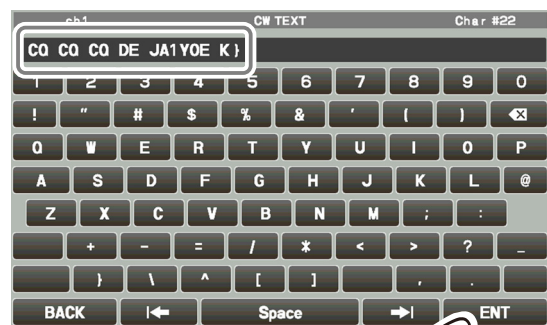 ch1 CW TEXT Char #22
CQ CQ CQ DE JA1YOE K}
1 2 3 4 5 6 7 8 9 0
! " # $ % & ' ( )
Q W E R T Y U I O P
A S D F G H J K L @
Z X C V B N M ; :
+ - = / * < > ? _
} \ ^ [ ] , .
BACK Space ENT